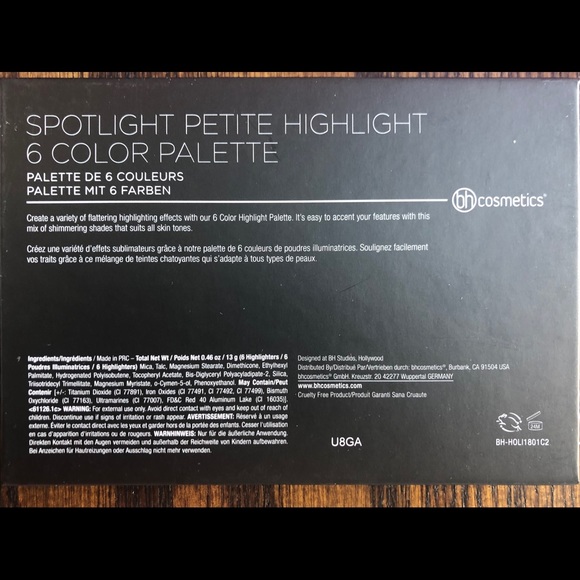 SPOTLIGHT PETITE HIGHLIGHT
6 COLOR PALETTE
PALETTE DE 6 COULEURS
PALETTE MIT 6 FARBEN
bhcosmetics®
Create a variety of flattering highlighting effects with our 6 Color Highlight Palette. It's easy to accent your features with this
mix of shimmering shades that suits all skin tones.
Créez une variété d'effets sublimateurs grâce à notre palette de 6 couleurs de poudres illuminatrices. Soulignez facilement
vos traits grâce à ce mélange de teintes chatoyantes qui s'adapte à tous types de peaux.
Ingredients/Ingrédients / Made in PRC – Total Net Wt / Poids Net 0.46 oz / 13 g (6 Highlighters / 6
Poudres Illuminatrices / 6 Highlighters) Mica, Talc, Magnesium Stearate, Dimethicone, Ethylhexyl
Palmitate, Hydrogenated Polyisobutene, Tocopheryl Acetate, Bis-Diglyceryl Polyacyladipate-2, Silica,
Triisotridecyl Trimellitate, Magnesium Myristate, o-Cymen-5-ol, Phenoxyethanol. May Contain/Peut
Contenir [+/- Titanium Dioxide (CI 77891), Iron Oxides (CI 77491, CI 77492, CI 77499), Bismuth
Oxychloride (CI 77163), Ultramarines (CI 77007), FD&C Red 40 Aluminum Lake (CI 16035)].
<61126.1c> WARNING: For external use only. Avoid direct contact with eyes and keep out of reach of
children. Discontinue use if signs of irritation or rash appear. AVERTISSEMENT: Réservé à un usage
externe. Éviter le contact direct avec les yeux et garder hors de la portée des enfants. Cesser l'utilisation
en cas d'apparition d'irritations ou de rougeurs. WARNHINWEIS: Nur für die äußerliche Anwendung.
Direkten Kontakt mit den Augen vermeiden und außerhalb der Reichweite von Kindern aufbewahren.
Bei Anzeichen für Hautreizungen oder Ausschlag nicht mehr verwenden.
Designed at BH Studios, Hollywood
Distributed By/Distribué Par/Vertrieben durch: bhcosmetics®, Burbank, CA 91504 USA
bhcosmetics®, GmbH, Kreuzstr. 20 42277 Wuppertal GERMANY
www.bhcosmetics.com
Cruelty Free Product/Produit Garanti Sana Cruaute
U8GA
24M
BH-HOLI1801C2